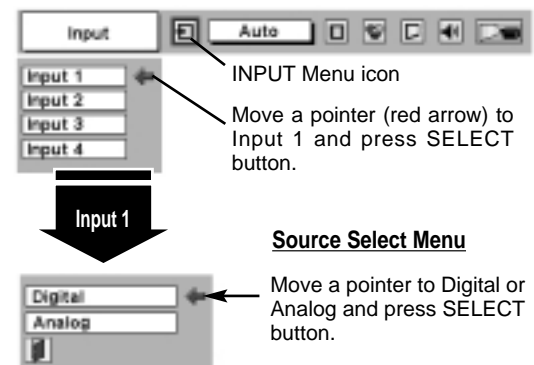 Input Auto
INPUT Menu icon
Input 1
Input 2
Input 3
Input 4
Move a pointer (red arrow) to
Input 1 and press SELECT
button.
Input 1
Source Select Menu
Digital
Analog
Move a pointer to Digital or
Analog and press SELECT
button.